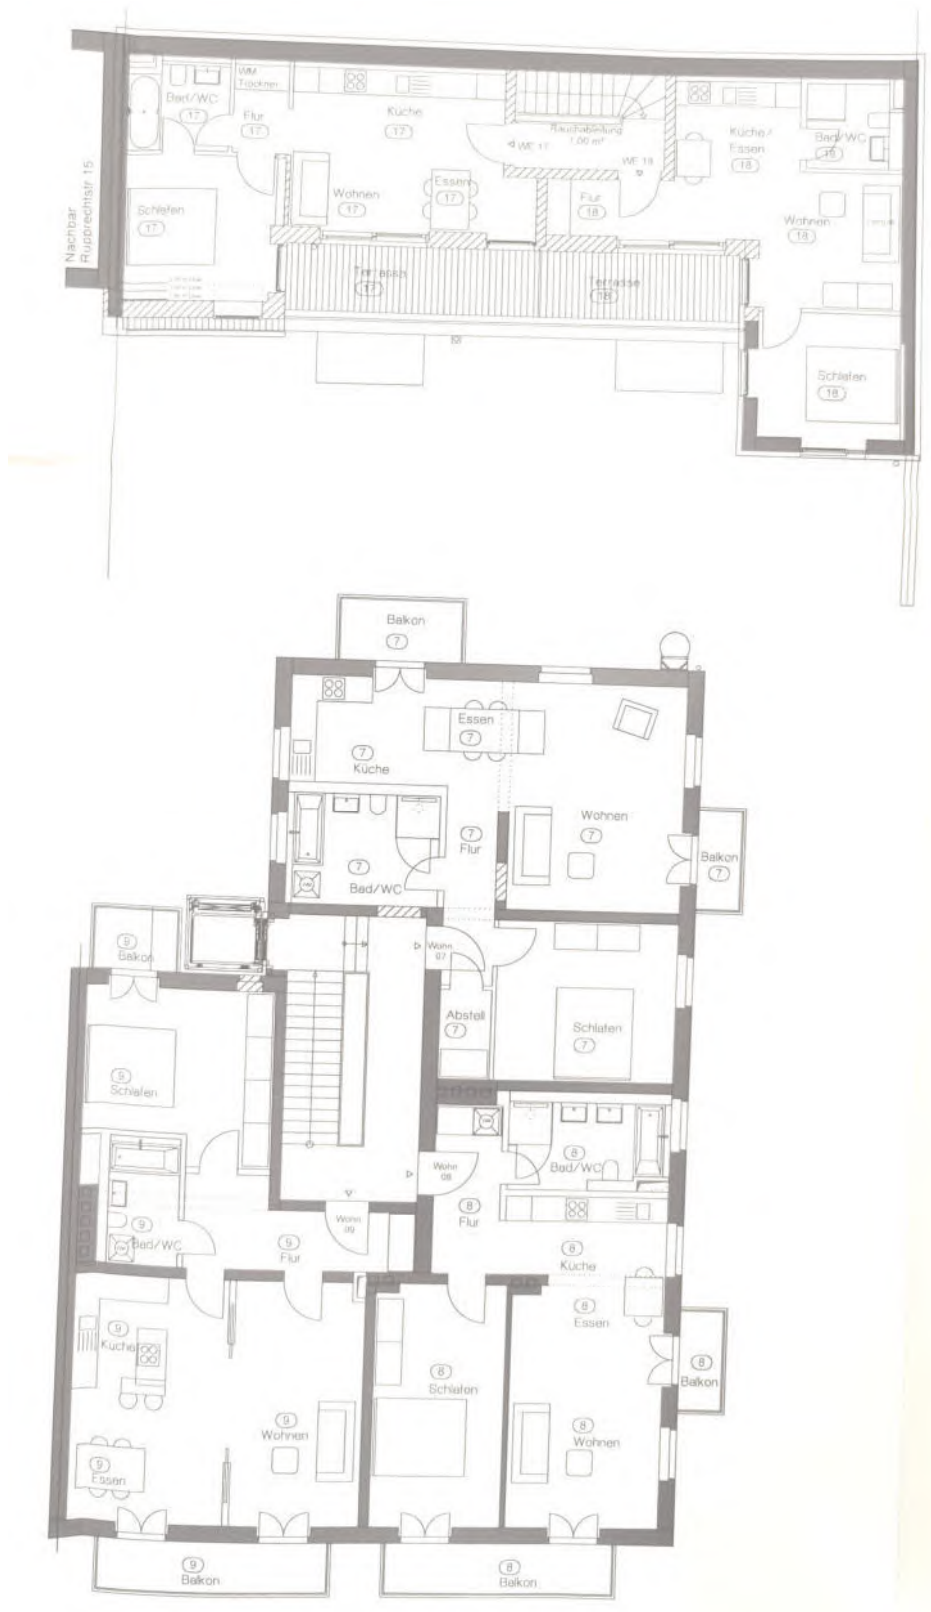 Nachbar
Rupprechtstr 15
Bad/WC
17
WM
Trockner
Flur
17
Küche
17
Rauchableitung
1,00 m²
WE 17
WE 18
Küche/
Essen
18
Bad/WC
18
Schlafen
17
Wohnen
17
Essen
17
Flur
18
Wohnen
18
Terrasse
17
Terrasse
18
Schlafen
18
Balkon
7
Essen
7
7
Küche
Wohnen
7
7
Flur
7
Bad/WC
Balkon
7
9
Balkon
Wohn
07
Abstell
7
Schlafen
7
9
Schlafen
8
Bad/WC
Wohn
08
8
Flur
9
Bad/WC
Wohn
09
9
Flur
8
Küche
8
Essen
9
Küche
8
Schlafen
8
Balkon
9
Wohnen
8
Wohnen
9
Essen
9
Balkon
8
Balkon